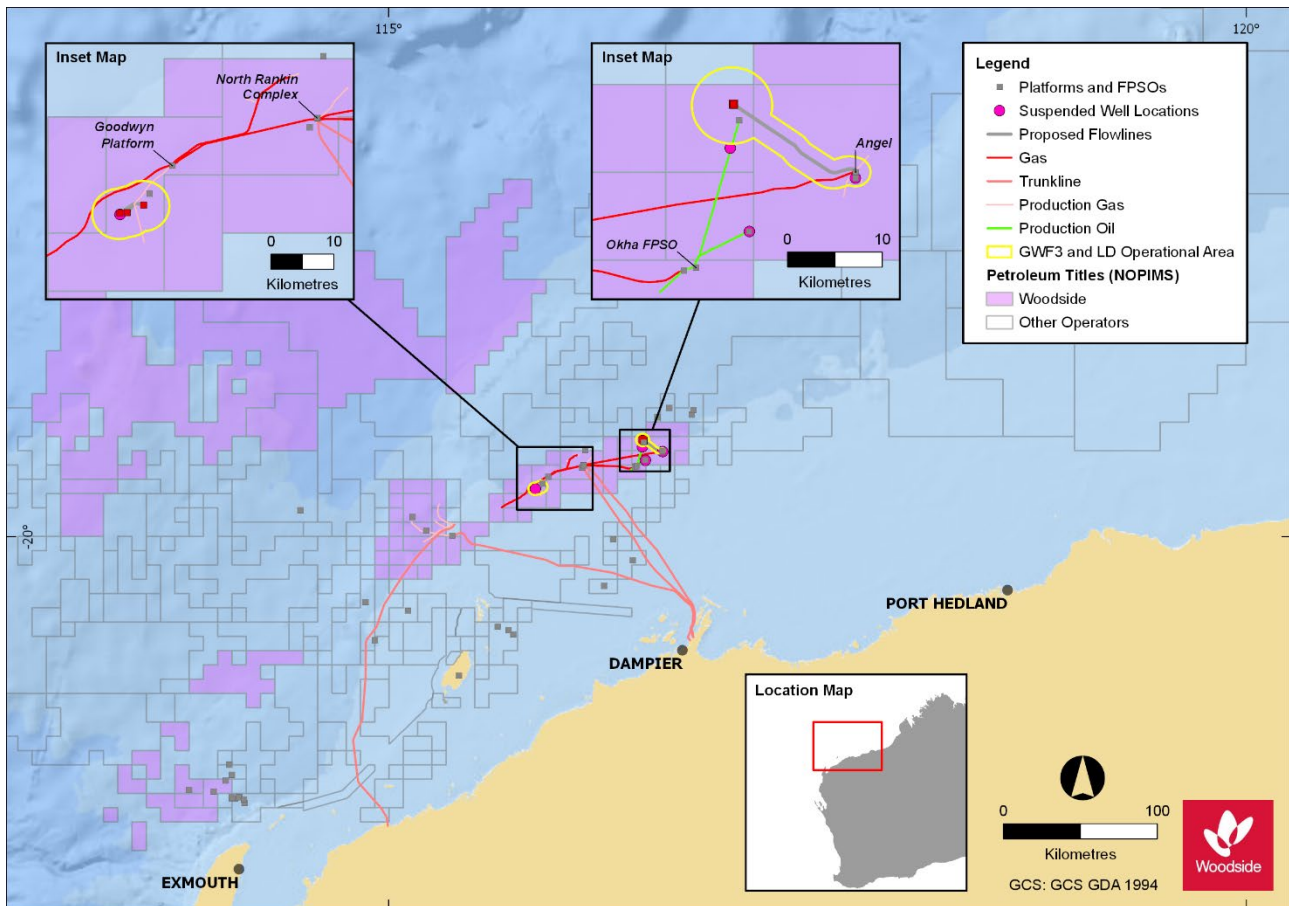 115°
120°
Inset Map
North Rankin
Complex
Goodwyn
Platform
0
10
Kilometres
Inset Map
Angel
Okha FPSO
0
10
Kilometres
Legend
Platforms and FPSOs
Suspended Well Locations
Proposed Flowlines
Gas
Trunkline
Production Gas
Production Oil
GWF3 and LD Operational Area
Petroleum Titles (NOPIMS)
Woodside
Other Operators
-20°
PORT HEDLAND
DAMPIER
EXMOUTH
Location Map
0
100
Kilometres
GCS: GCS GDA 1994
Woodside